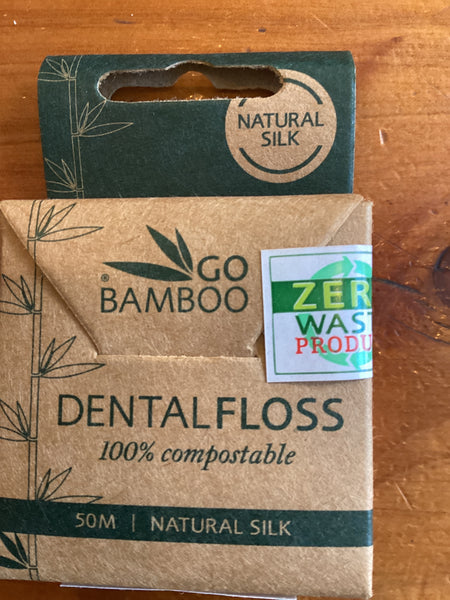 NATURAL
SILK
GO
® BAMBOO
ZER
WAST
PRODU
DENTALFLOSS
100% compostable
50M | NATURAL SILK